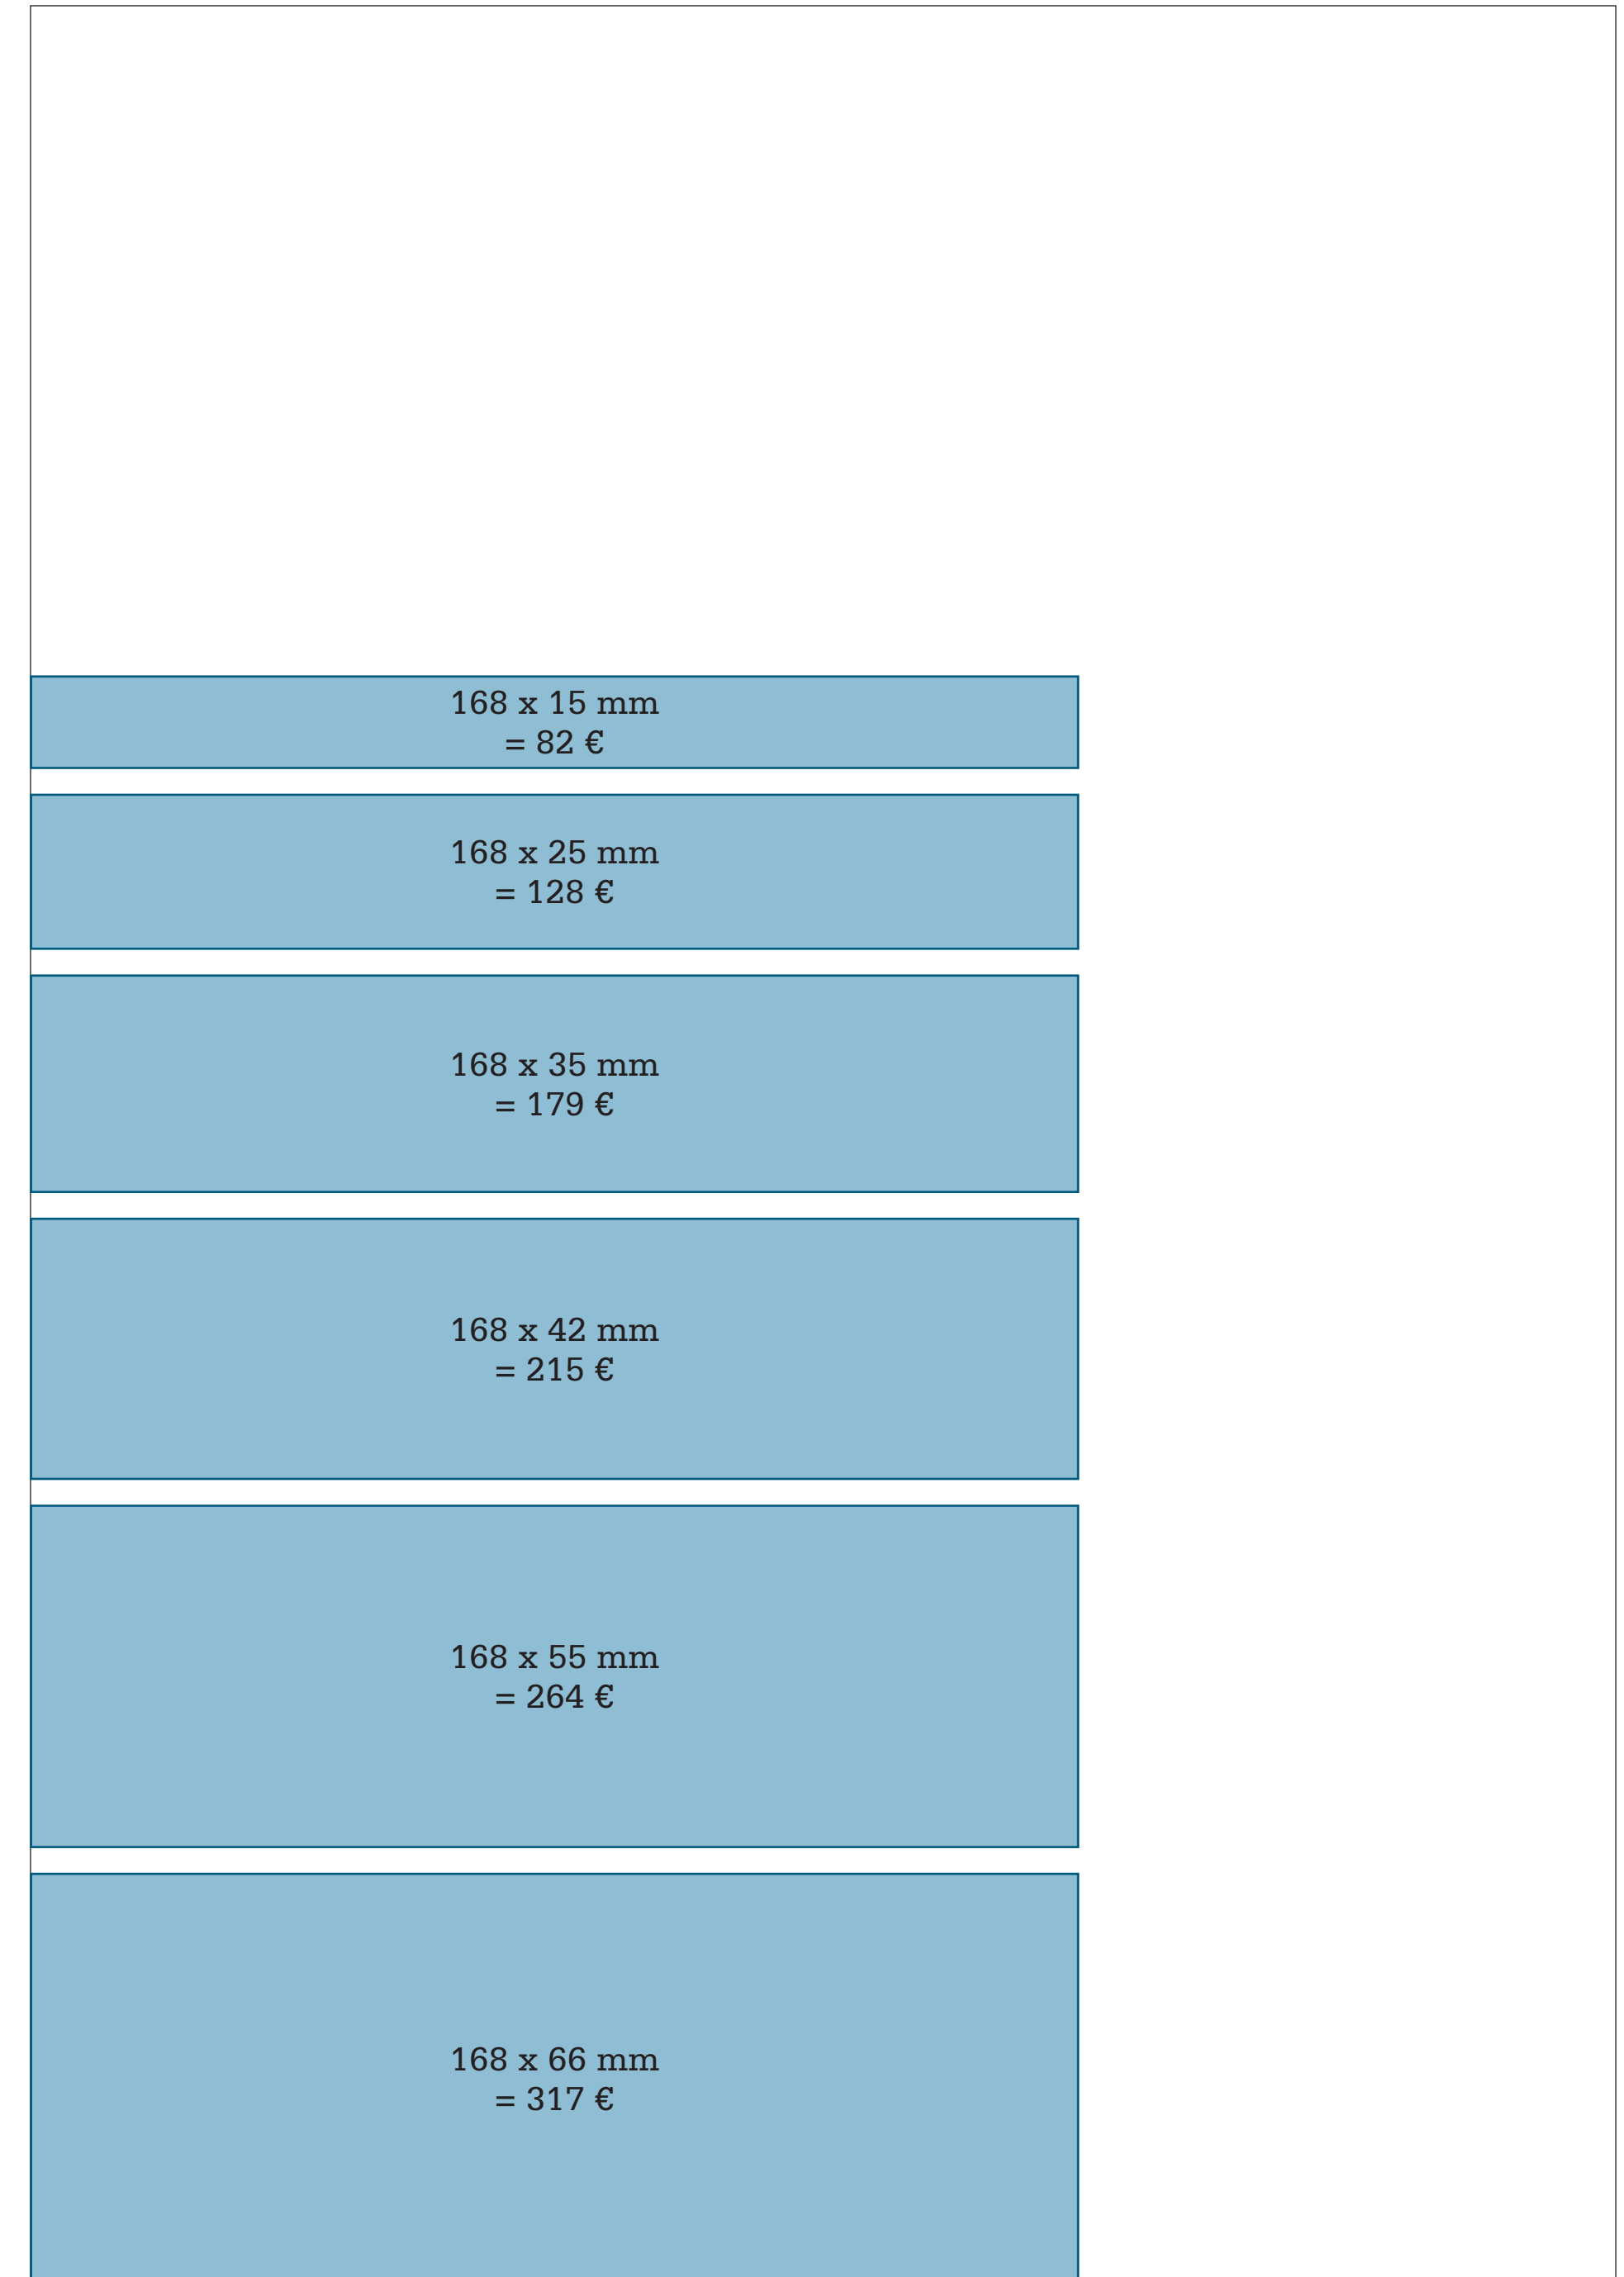 168 x 15 mm
= 82 €
168 x 25 mm
= 128 €
168 x 35 mm
= 179 €
168 x 42 mm
= 215 €
168 x 55 mm
= 264 €
168 x 66 mm
= 317 €